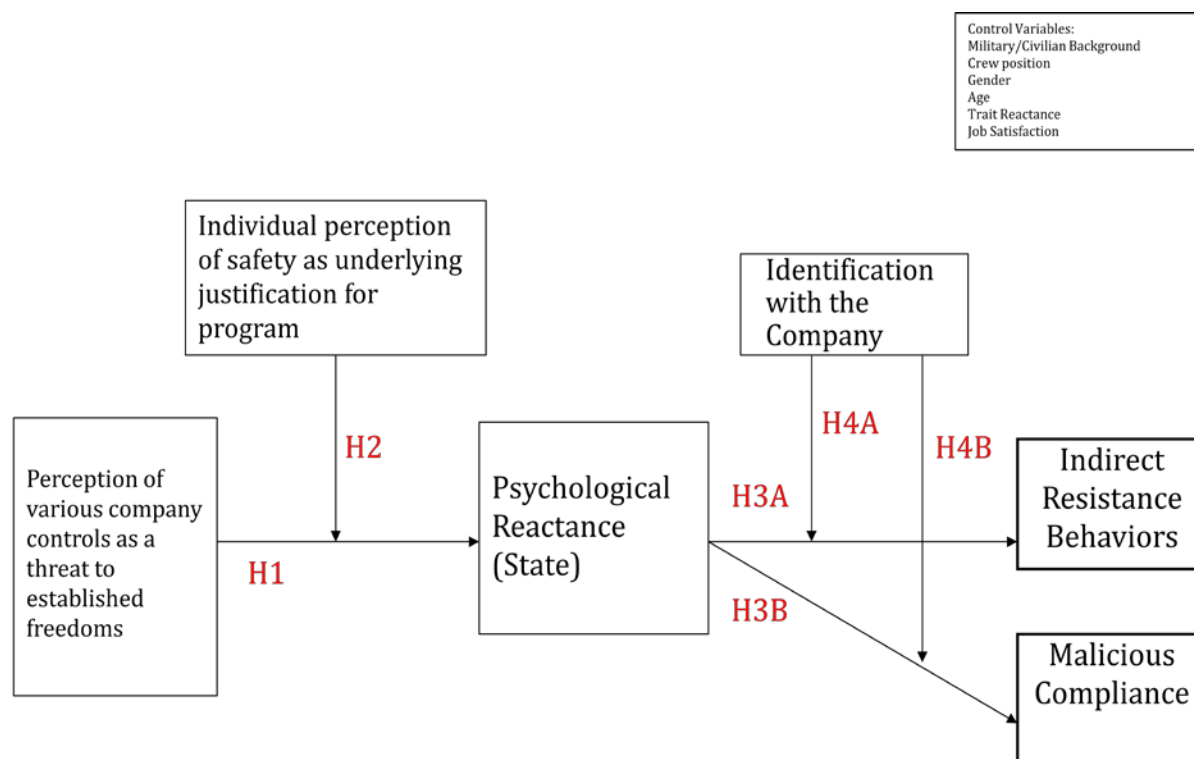 Control Variables:
Military/Civilian Background
Crew position
Gender
Age
Trait Reactance
Job Satisfaction
Individual perception
of safety as underlying
justification for
program
Identification
with the
Company
H2
H4A
H4B
Perception of
various company
controls as a
threat to
established
freedoms
H1
Psychological
Reactance
(State)
H3A
H3B
Indirect
Resistance
Behaviors
Malicious
Compliance